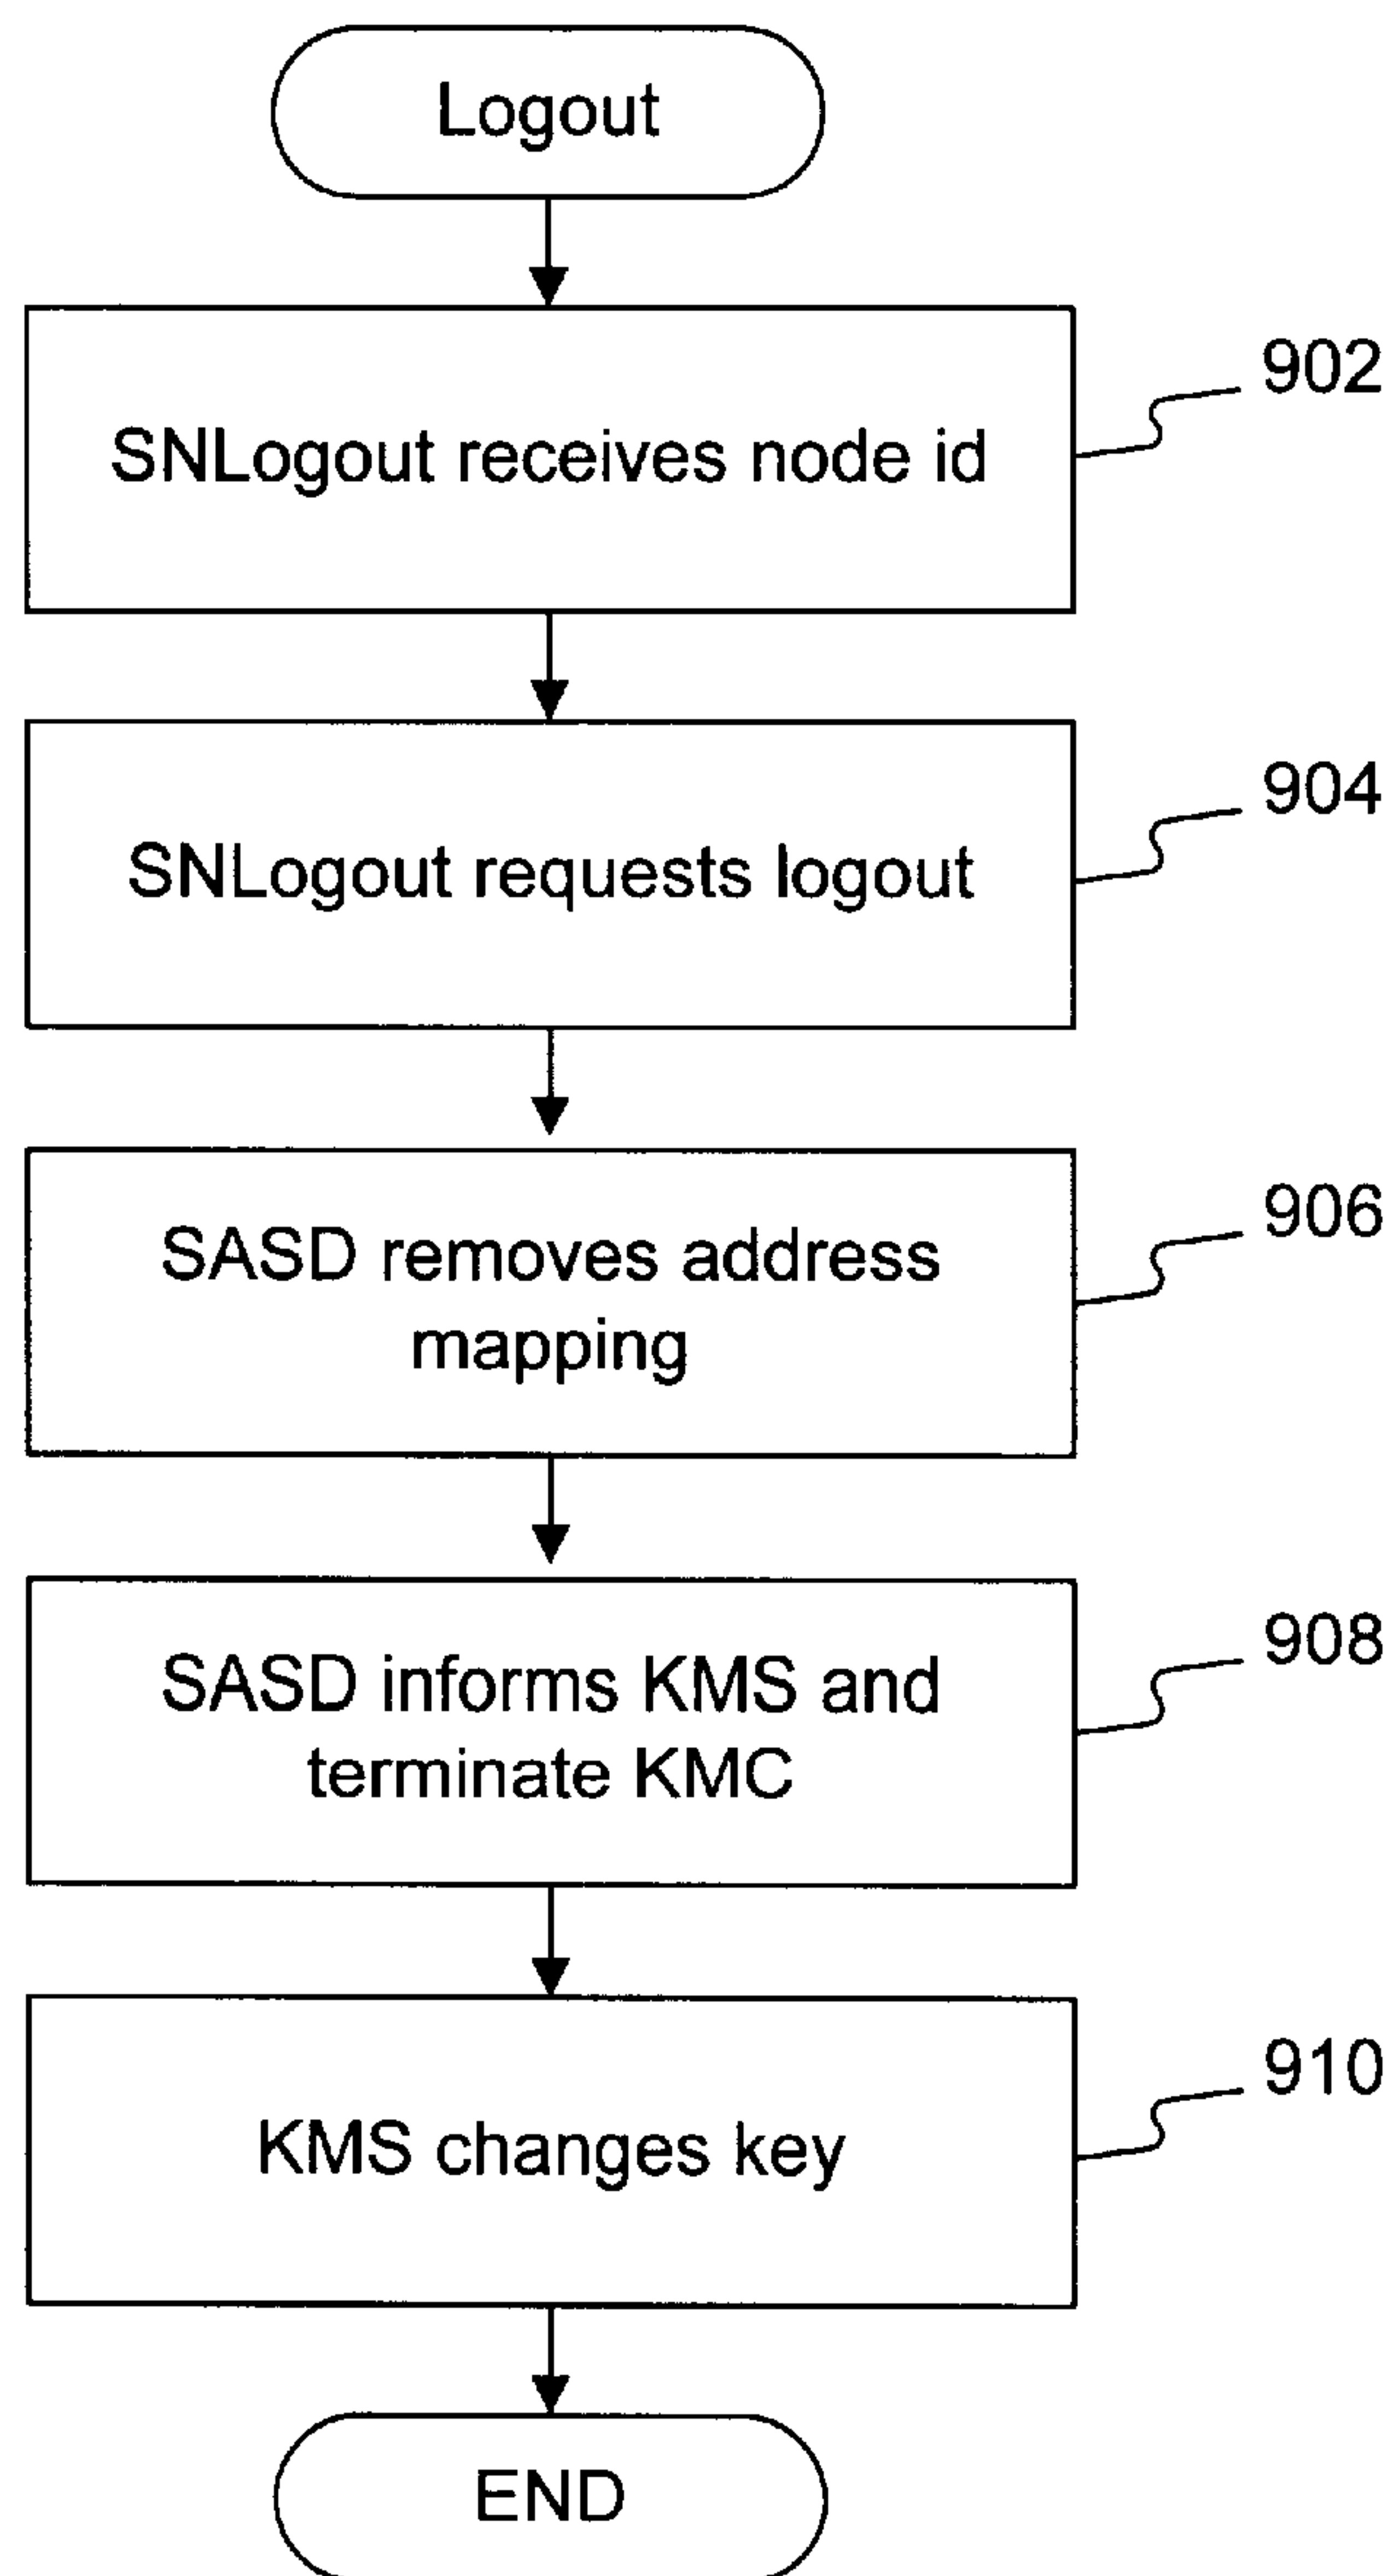 Logout
SNLogout receives node id
902
SNLogout requests logout
904
SASD removes address
mapping
906
SASD informs KMS and
terminate KMC
908
KMS changes key
910
END